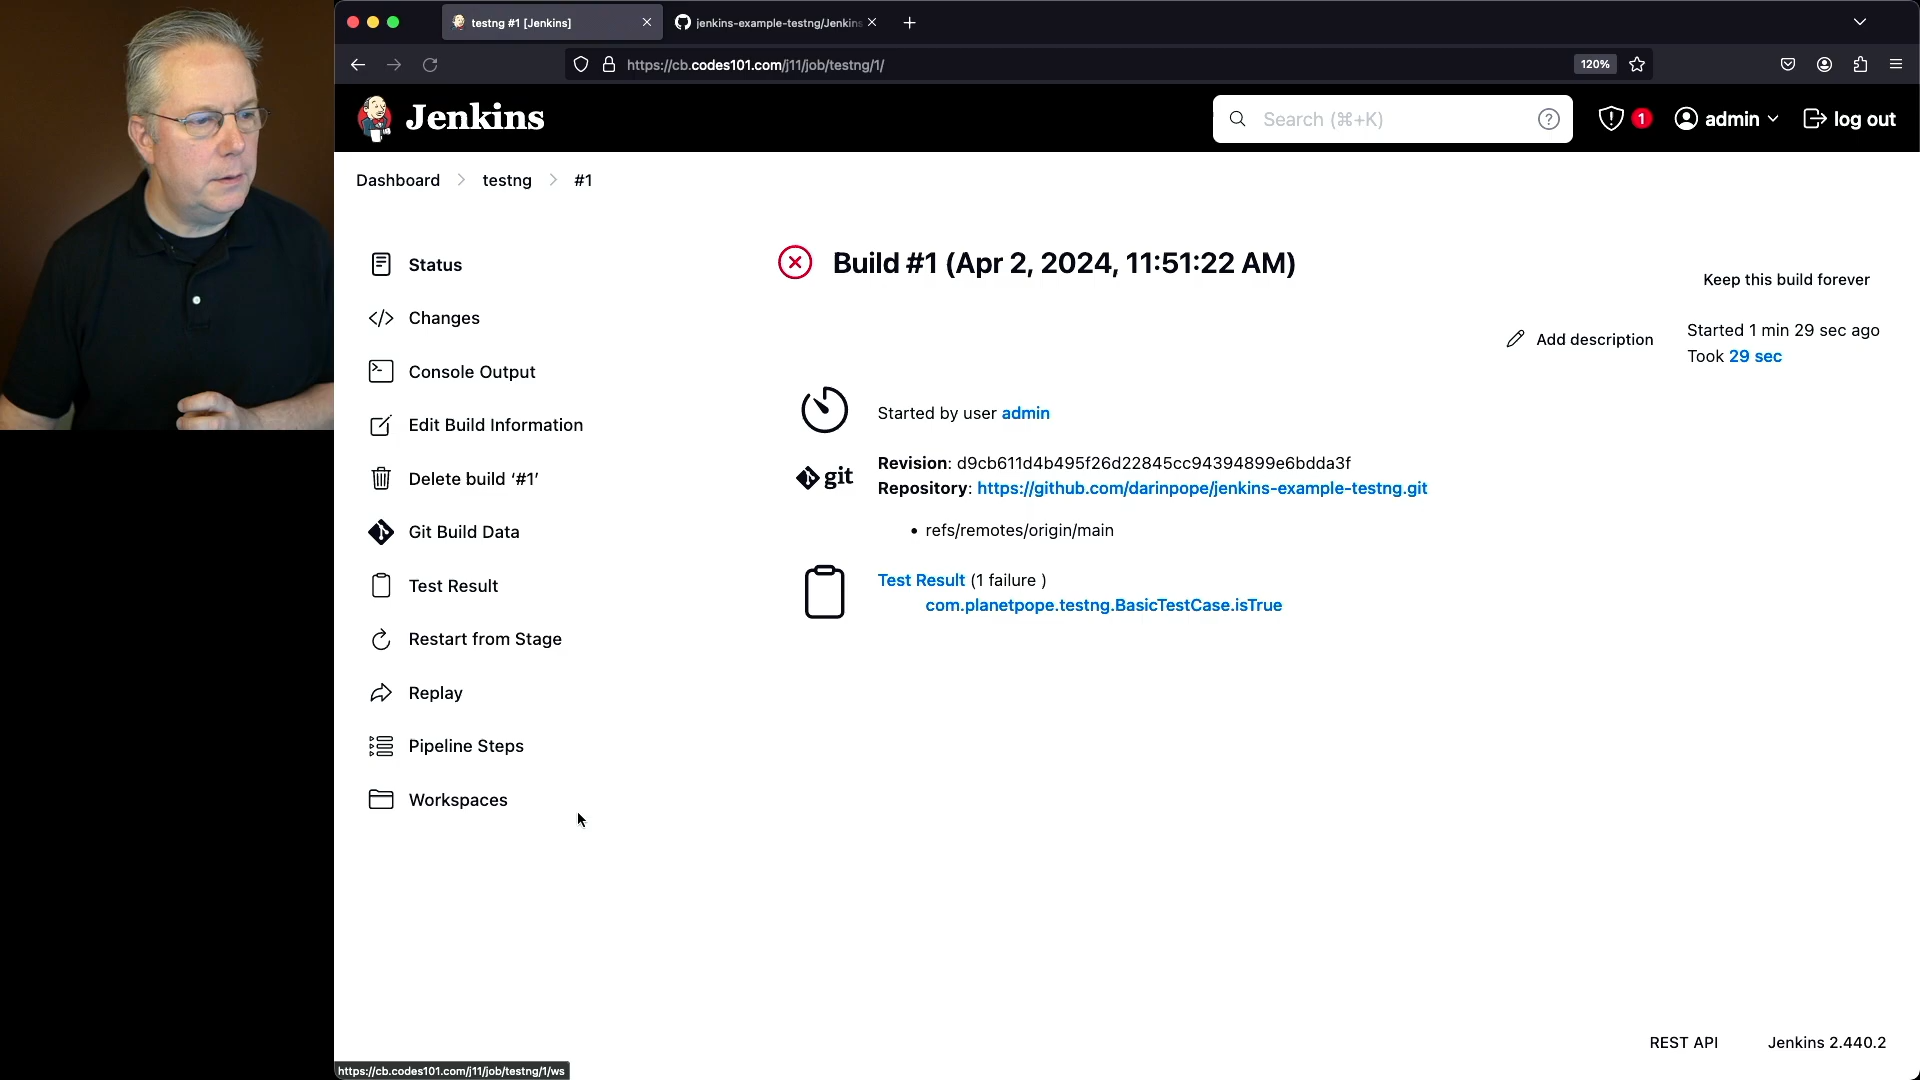 testng #1 [Jenkins]
jenkins-example-testng/Jenkins
https://cb.codes101.com/j11/job/testng/1/
120%
Jenkins
Search (⌘+K)
1
admin
log out
Dashboard
testng
#1
Status
Changes
Console Output
Edit Build Information
Delete build ‘#1’
Git Build Data
Test Result
Restart from Stage
Replay
Pipeline Steps
Workspaces
Build #1 (Apr 2, 2024, 11:51:22 AM)
Keep this build forever
Add description
Started 1 min 29 sec ago
Took 29 sec
Started by user admin
git
Revision: d9cb611d4b495f26d22845cc94394899e6bdda3f
Repository: https://github.com/darinpope/jenkins-example-testng.git
• refs/remotes/origin/main
Test Result (1 failure )
com.planetpope.testng.BasicTestCase.isTrue
REST API
Jenkins 2.440.2
https://cb.codes101.com/j11/job/testng/1/ws